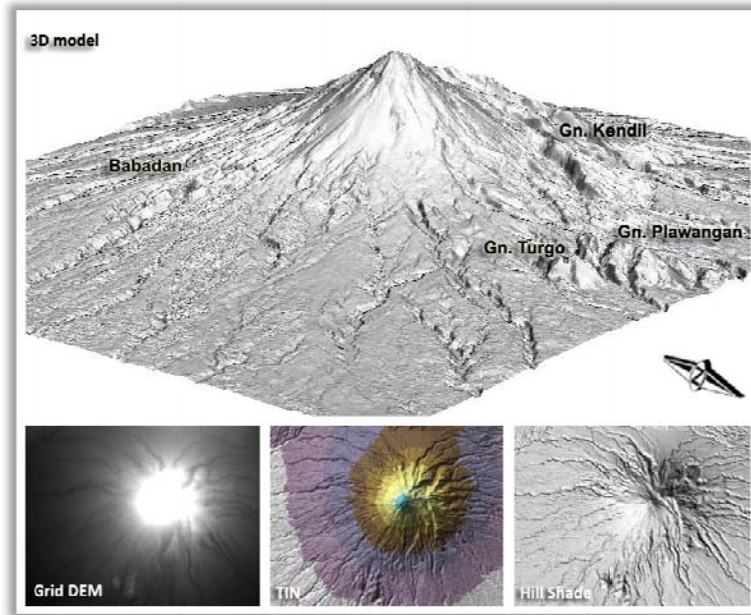 3D model
Gn. Kendil
Babadan
Gn. Plawangan
Gn. Turgo
Grid DEM
TIN
Hill Shade